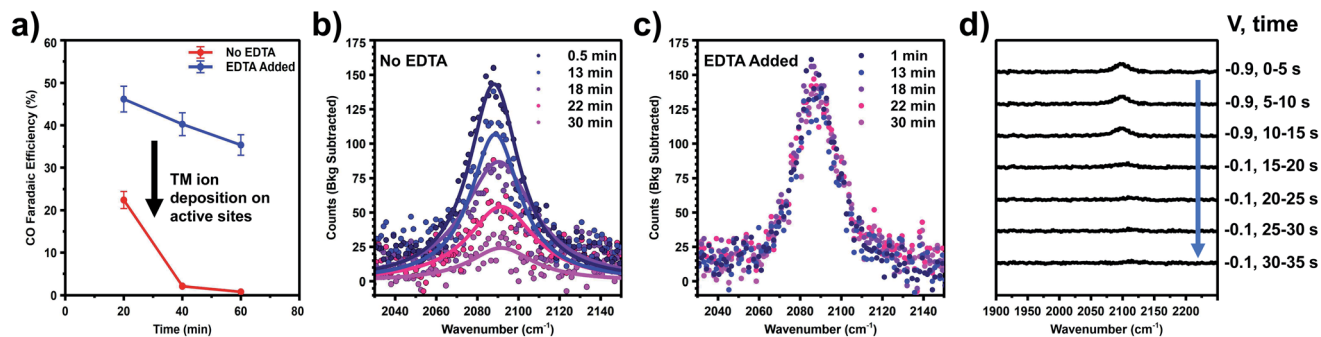 a)
60
50
40
30
20
10
0
CO Faradaic Efficiency (%)
No EDTA
EDTA Added
TM ion
deposition on
active sites
0 20 40 60 80
Time (min)
b)
175
150
125
100
75
50
25
0
Counts (Bkg Subtracted)
No EDTA
0.5 min
13 min
18 min
22 min
30 min
2040 2060 2080 2100 2120 2140
Wavenumber (cm-1)
c)
175
150
125
100
75
50
25
0
Counts (Bkg Subtracted)
EDTA Added
1 min
13 min
18 min
22 min
30 min
2040 2060 2080 2100 2120 2140
Wavenumber (cm-1)
d)
V, time
-0.9, 0-5 s
-0.9, 5-10 s
-0.9, 10-15 s
-0.1, 15-20 s
-0.1, 20-25 s
-0.1, 25-30 s
-0.1, 30-35 s
1900 1950 2000 2050 2100 2150 2200
Wavenumber (cm-1)